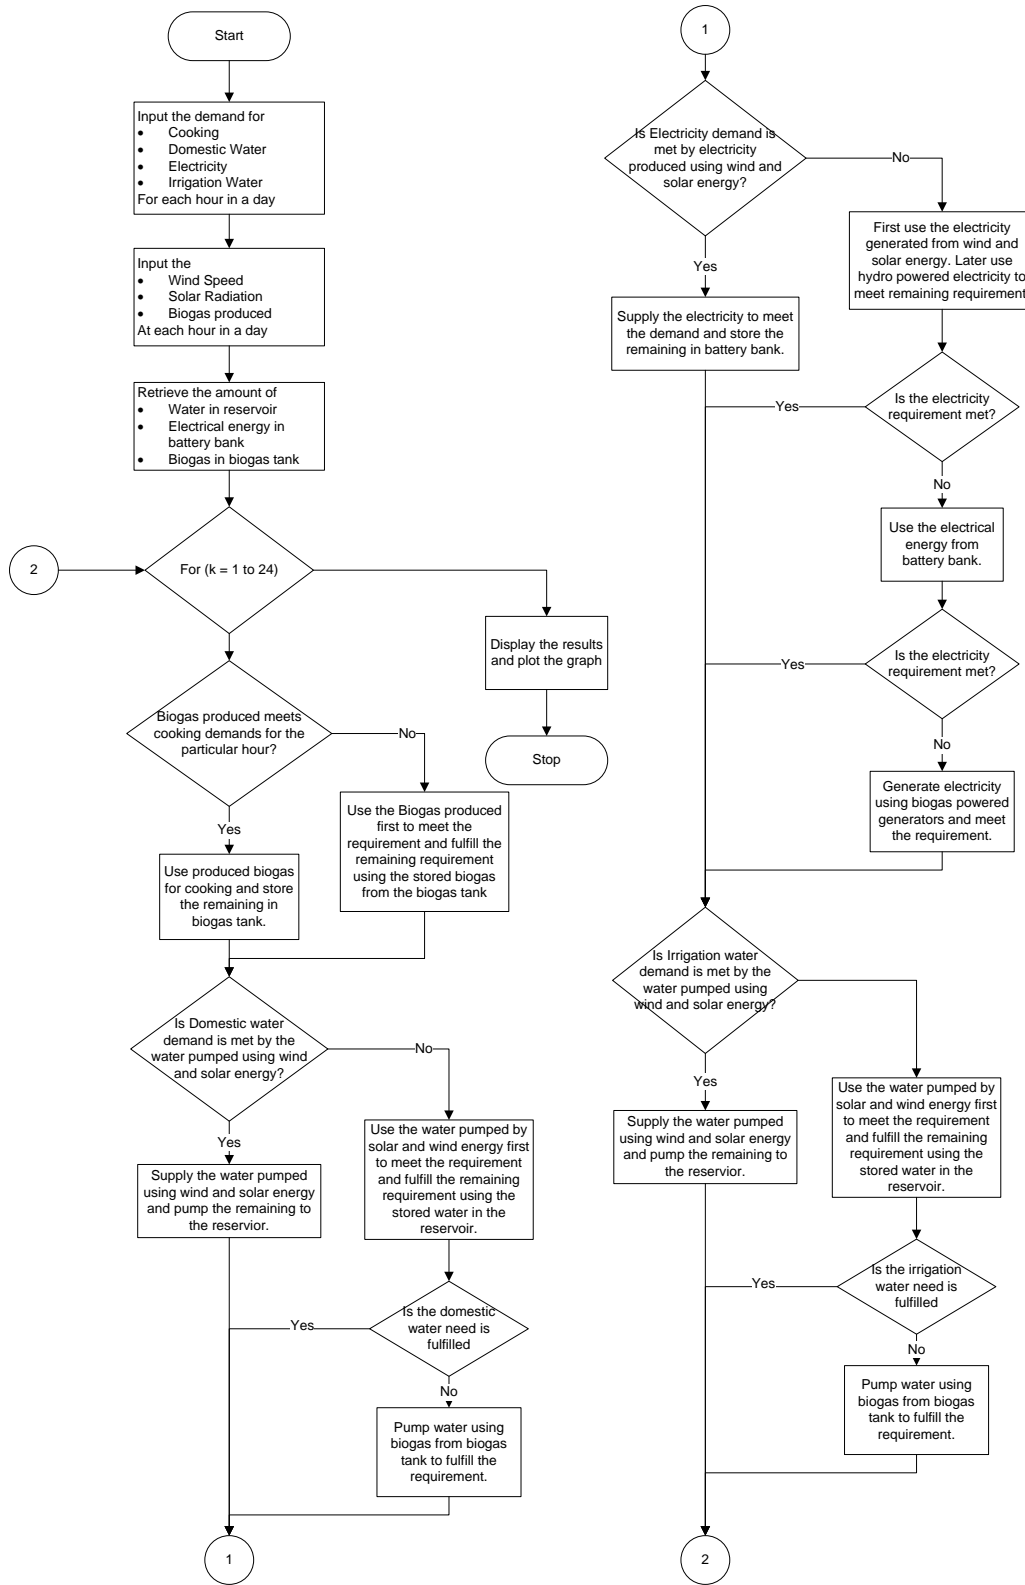 Start
Input the demand for
• Cooking
• Domestic Water
• Electricity
• Irrigation Water
For each hour in a day
Input the
• Wind Speed
• Solar Radiation
• Biogas produced
At each hour in a day
Retrieve the amount of
• Water in reservoir
• Electrical energy in
battery bank
• Biogas in biogas tank
2
For (k = 1 to 24)
Display the results
and plot the graph
Stop
Biogas produced meets
cooking demands for the
particular hour?
No
Yes
Use the Biogas produced
first to meet the
requirement and fulfill the
remaining requirement
using the stored biogas
from the biogas tank
Use produced biogas
for cooking and store
the remaining in
biogas tank.
Is Domestic water
demand is met by the
water pumped using wind
and solar energy?
No
Yes
Use the water pumped by
solar and wind energy first
to meet the requirement
and fulfill the remaining
requirement using the
stored water in the
reservoir.
Supply the water pumped
using wind and solar energy
and pump the remaining to
the reservior.
Is the domestic
water need is
fulfilled
Yes
No
Pump water using
biogas from biogas
tank to fulfill the
requirement.
1
1
Is Electricity demand is
met by electricity
produced using wind and
solar energy?
No
Yes
First use the electricity
generated from wind and
solar energy. Later use
hydro powered electricity to
meet remaining requirement.
Supply the electricity to meet
the demand and store the
remaining in battery bank.
Is the electricity
requirement met?
Yes
No
Use the electrical
energy from
battery bank.
Is the electricity
requirement met?
Yes
No
Generate electricity
using biogas powered
generators and meet
the requirement.
Is Irrigation water
demand is met by the
water pumped using
wind and solar energy?
Yes
Use the water pumped by
solar and wind energy first
to meet the requirement
and fulfill the remaining
requirement using the
stored water in the
reservoir.
Supply the water pumped
using wind and solar energy
and pump the remaining to
the reservior.
Is the irrigation
water need is
fulfilled
Yes
No
Pump water using
biogas from biogas
tank to fulfill the
requirement.
2